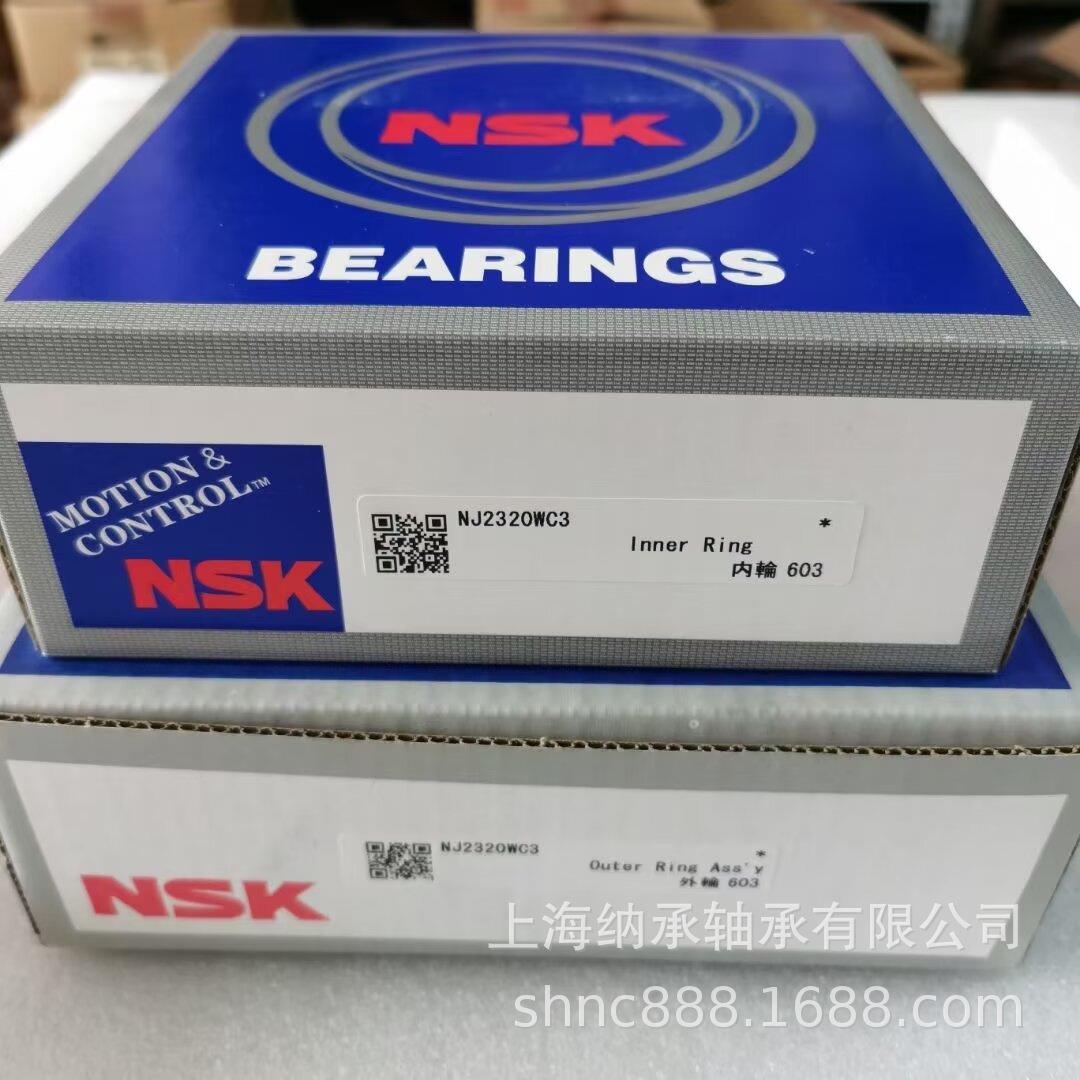 NSK
BEARINGS
MOTION &
CONTROL™
NSK
NJ2320WC3
*
Inner Ring
内輪 603
NJ2320WC3
*
Outer Ring Ass'y
外輪 603
NSK
上海纳承轴承有限公司
shnc888.1688.com